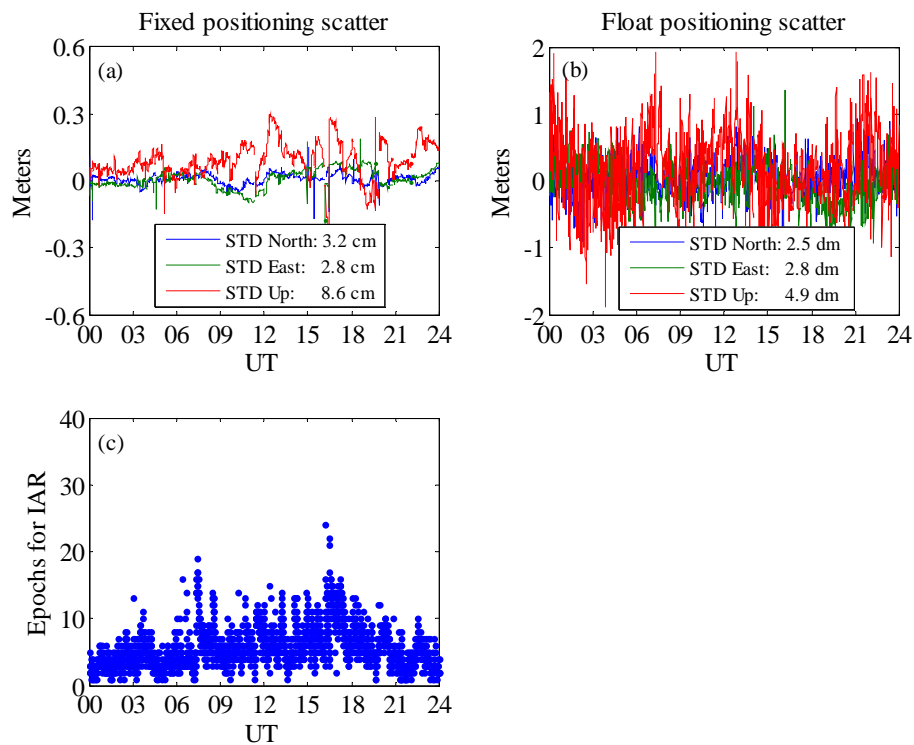 Fixed positioning scatter
(a)
Meters
0.6
0.3
0
-0.3
-0.6
STD North: 3.2 cm
STD East: 2.8 cm
STD Up: 8.6 cm
00 03 06 09 12 15 18 21 24
UT
Float positioning scatter
(b)
Meters
2
1
0
-1
-2
STD North: 2.5 dm
STD East: 2.8 dm
STD Up: 4.9 dm
00 03 06 09 12 15 18 21 24
UT
(c)
Epochs for IAR
40
30
20
10
0
00 03 06 09 12 15 18 21 24
UT